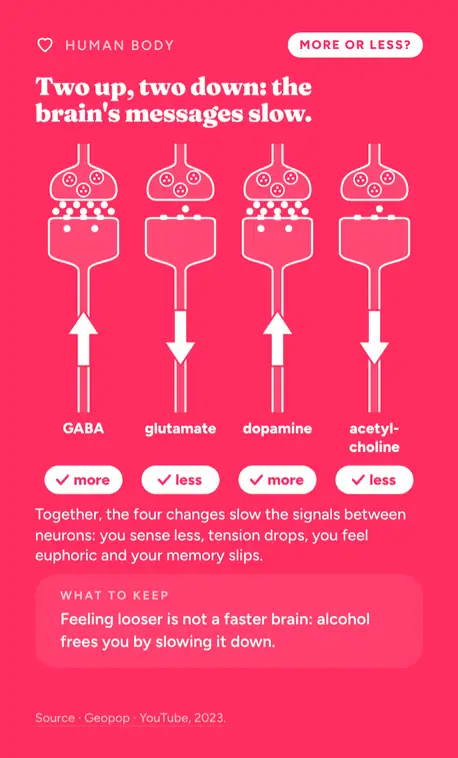 HUMAN BODY
MORE OR LESS?
Two up, two down: the
brain's messages slow.
GABA
glutamate
dopamine
acetyl-
choline
more
less
more
less
Together, the four changes slow the signals between
neurons: you sense less, tension drops, you feel
euphoric and your memory slips.
WHAT TO KEEP
Feeling looser is not a faster brain: alcohol
frees you by slowing it down.
Source · Geopop · YouTube, 2023.